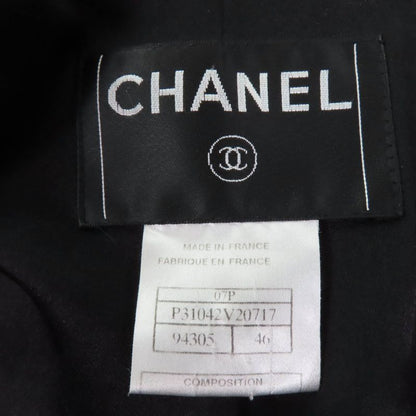 CHANEL
MADE IN FRANCE
FABRIQUE EN FRANCE
07P
P31042V20717
94305 46
COMPOSITION